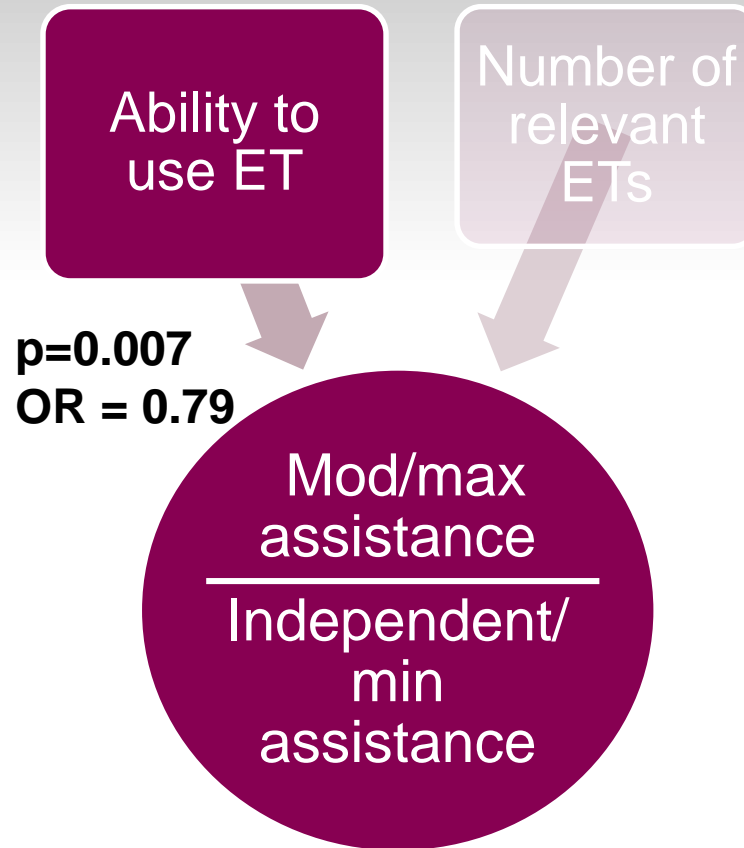 Ability to
use ET
Number of
relevant
ETs
p=0.007
OR = 0.79
Mod/max
assistance
Independent/
min
assistance